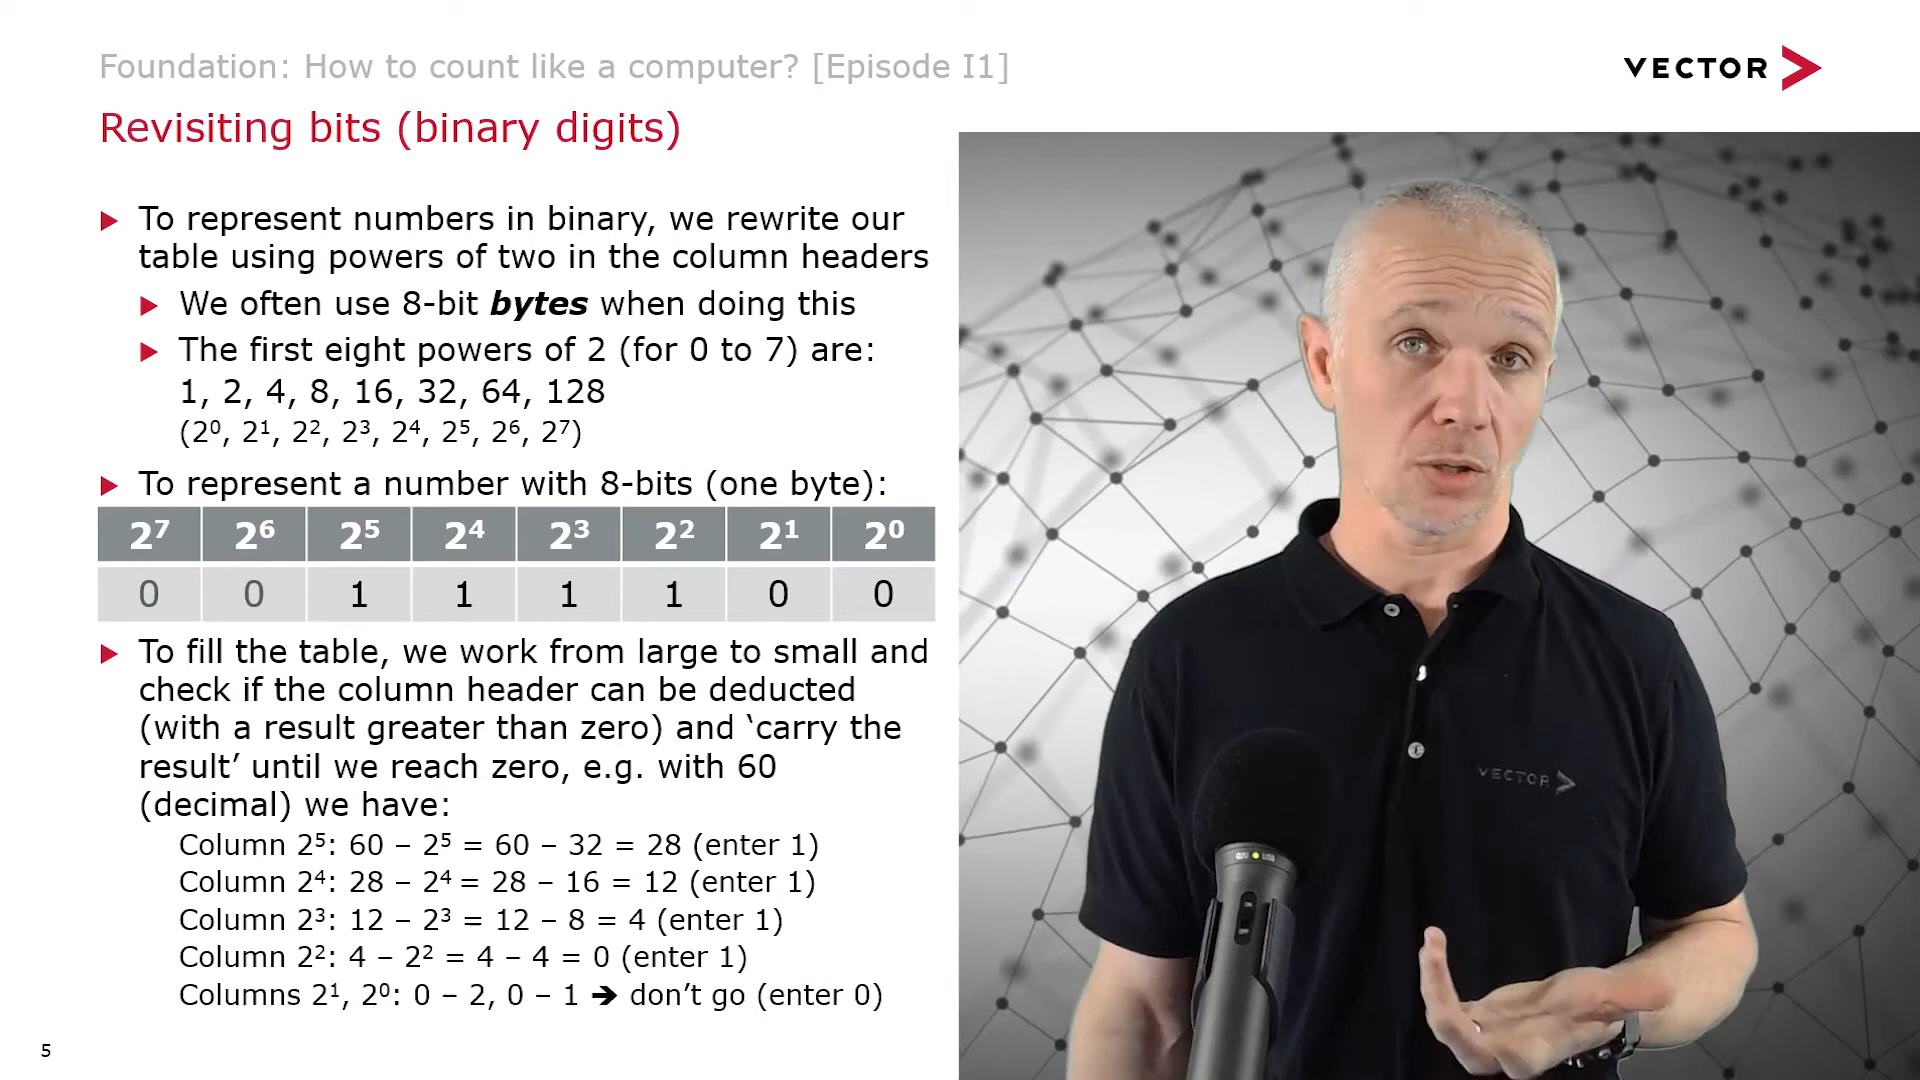 Foundation: How to count like a computer? [Episode I1]
VECTOR
Revisiting bits (binary digits)
To represent numbers in binary, we rewrite our
table using powers of two in the column headers
We often use 8-bit bytes when doing this
The first eight powers of 2 (for 0 to 7) are:
1, 2, 4, 8, 16, 32, 64, 128
(2⁰, 2¹, 2², 2³, 2⁴, 2⁵, 2⁶, 2⁷)
To represent a number with 8-bits (one byte):
2⁷ 2⁶ 2⁵ 2⁴ 2³ 2² 2¹ 2⁰
0 0 1 1 1 1 0 0
To fill the table, we work from large to small and
check if the column header can be deducted
(with a result greater than zero) and ‘carry the
result’ until we reach zero, e.g. with 60
(decimal) we have:
Column 2⁵: 60 – 2⁵ = 60 – 32 = 28 (enter 1)
Column 2⁴: 28 – 2⁴ = 28 – 16 = 12 (enter 1)
Column 2³: 12 – 2³ = 12 – 8 = 4 (enter 1)
Column 2²: 4 – 2² = 4 – 4 = 0 (enter 1)
Columns 2¹, 2⁰: 0 – 2, 0 – 1 ➔ don’t go (enter 0)
5
VECTOR